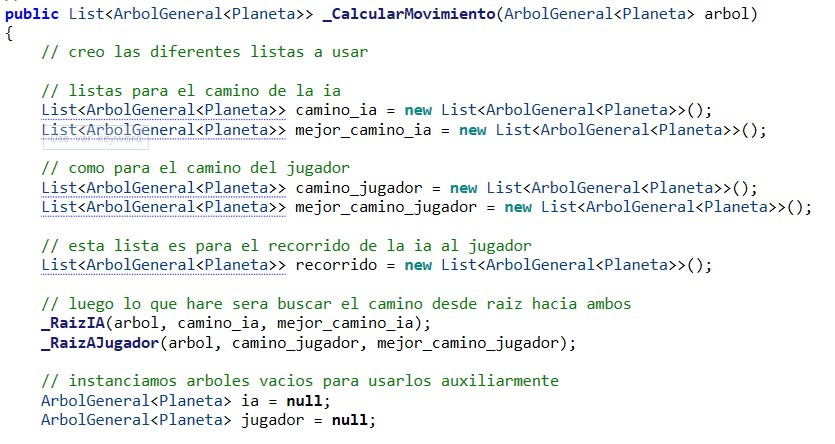 public List<ArbolGeneral<Planeta>> _CalcularMovimiento(ArbolGeneral<Planeta> arbol)
{
// creo las diferentes listas a usar
// listas para el camino de la ia
List<ArbolGeneral<Planeta>> camino_ia = new List<ArbolGeneral<Planeta>>();
List<ArbolGeneral<Planeta>> mejor_camino_ia = new List<ArbolGeneral<Planeta>>();
Use 'var' keyword
// como para el camino del jugador
List<ArbolGeneral<Planeta>> camino_jugador = new List<ArbolGeneral<Planeta>>();
List<ArbolGeneral<Planeta>> mejor_camino_jugador = new List<ArbolGeneral<Planeta>>();
// esta lista es para el recorrido de la ia al jugador
List<ArbolGeneral<Planeta>> recorrido = new List<ArbolGeneral<Planeta>>();
// luego lo que hare sera buscar el camino desde raiz hacia ambos
_RaizIA(arbol, camino_ia, mejor_camino_ia);
_RaizAJugador(arbol, camino_jugador, mejor_camino_jugador);
// instanciamos arboles vacios para usarlos auxiliarmente
ArbolGeneral<Planeta> ia = null;
ArbolGeneral<Planeta> jugador = null;